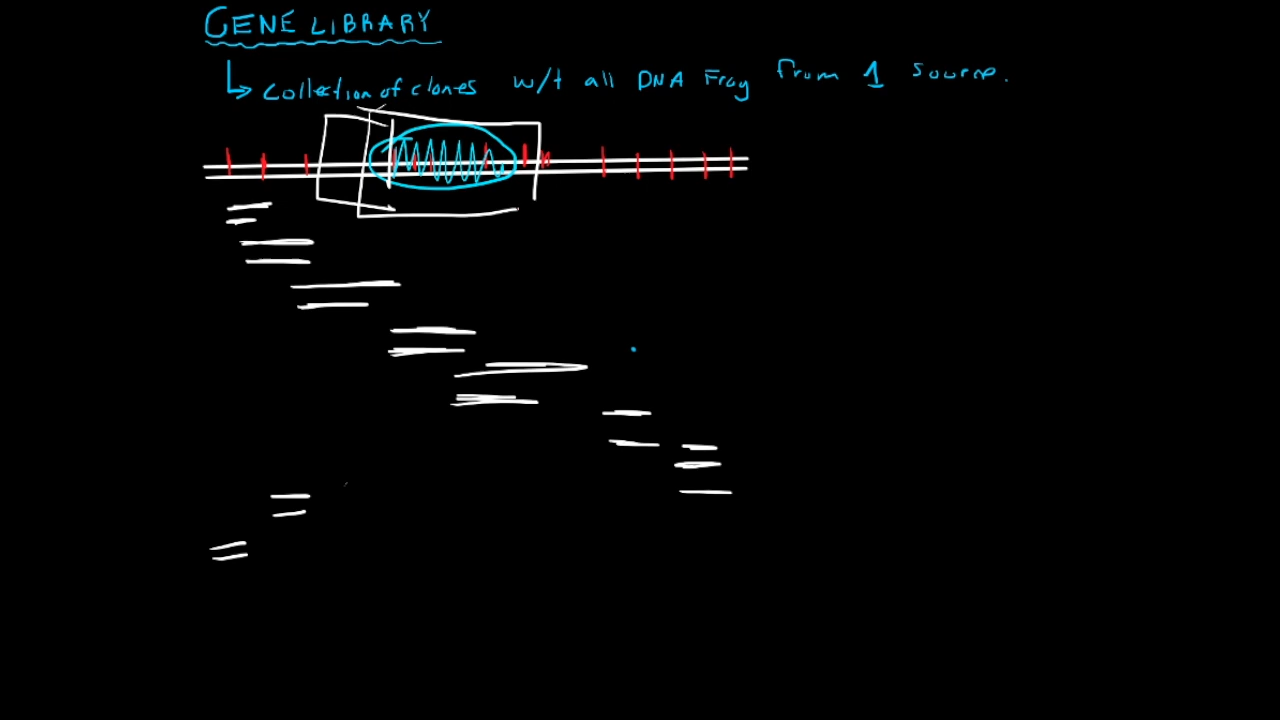 GENE LIBRARY
↳ collection of clones w/t all DNA Frag from 1 source.